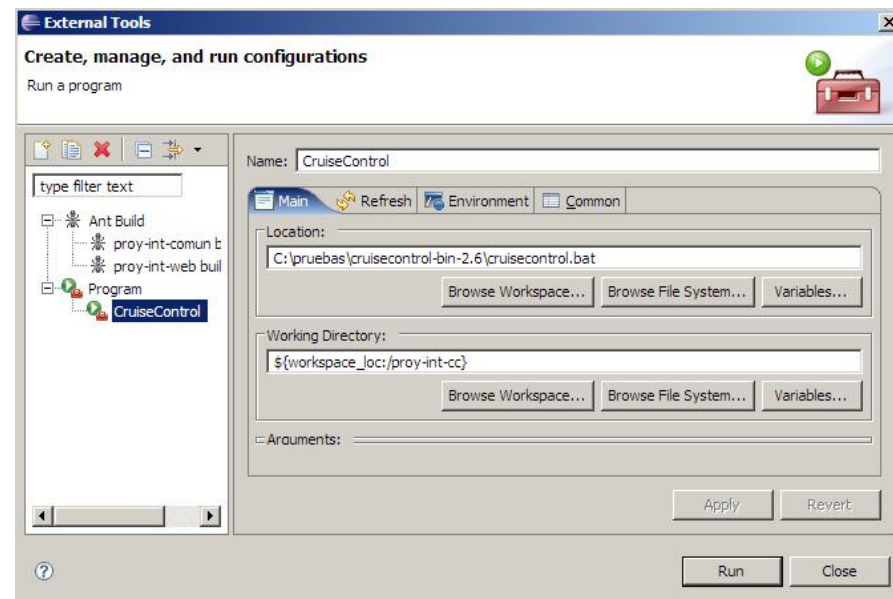 External Tools
Create, manage, and run configurations
Run a program
type filter text
Ant Build
proy-int-comun b
proy-int-web buil
Program
CruiseControl
Name: CruiseControl
Main Refresh Environment Common
Location:
C:\pruebas\cruisecontrol-bin-2.6\cruisecontrol.bat
Browse Workspace... Browse File System... Variables...
Working Directory:
${workspace_loc:/proy-int-cc}
Browse Workspace... Browse File System... Variables...
Arguments:
Apply Revert
? Run Close